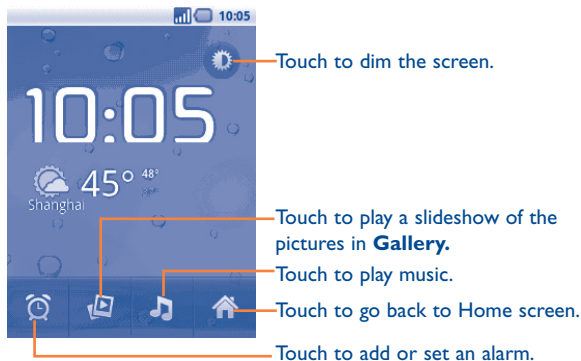 10:05
Touch to dim the screen.
10:05
45° 48°
Shanghai
Touch to play a slideshow of the
pictures in Gallery.
Touch to play music.
Touch to go back to Home screen.
Touch to add or set an alarm.